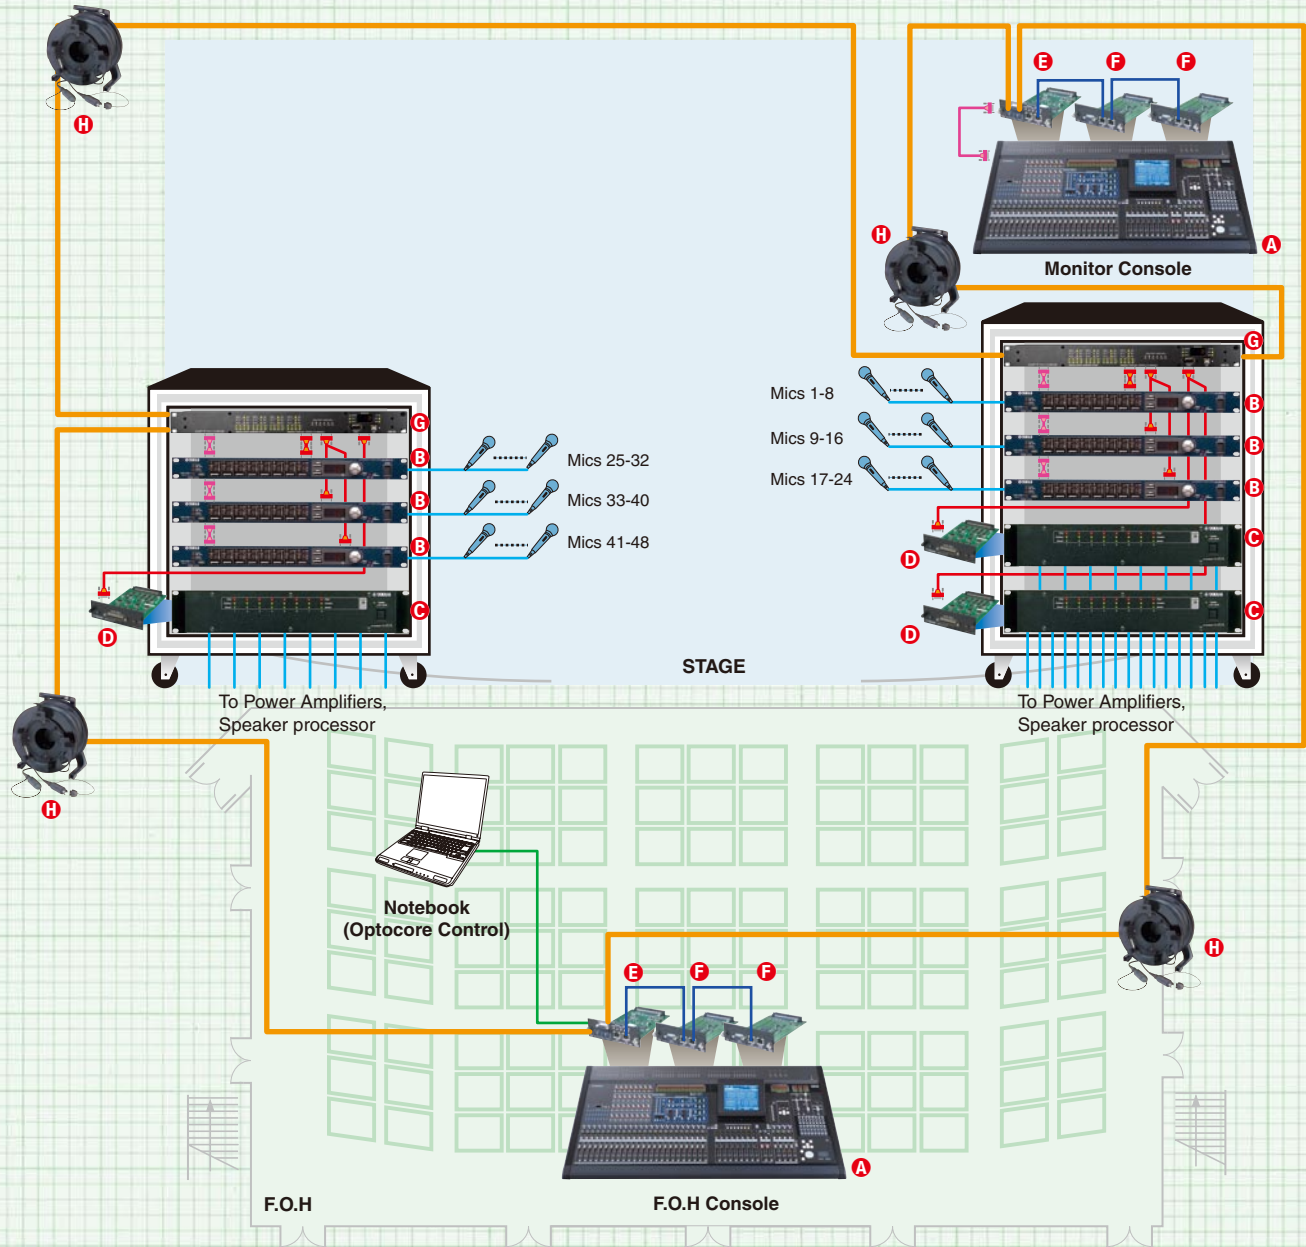 H
E
F
F
A
Monitor Console
H
G
Mics 1-8
B
Mics 9-16
B
Mics 17-24
B
C
D
C
D
G
B
Mics 25-32
B
Mics 33-40
B
Mics 41-48
C
D
STAGE
To Power Amplifiers,
Speaker processor
To Power Amplifiers,
Speaker processor
H
Notebook
(Optocore Control)
H
E
F
F
A
F.O.H
F.O.H Console